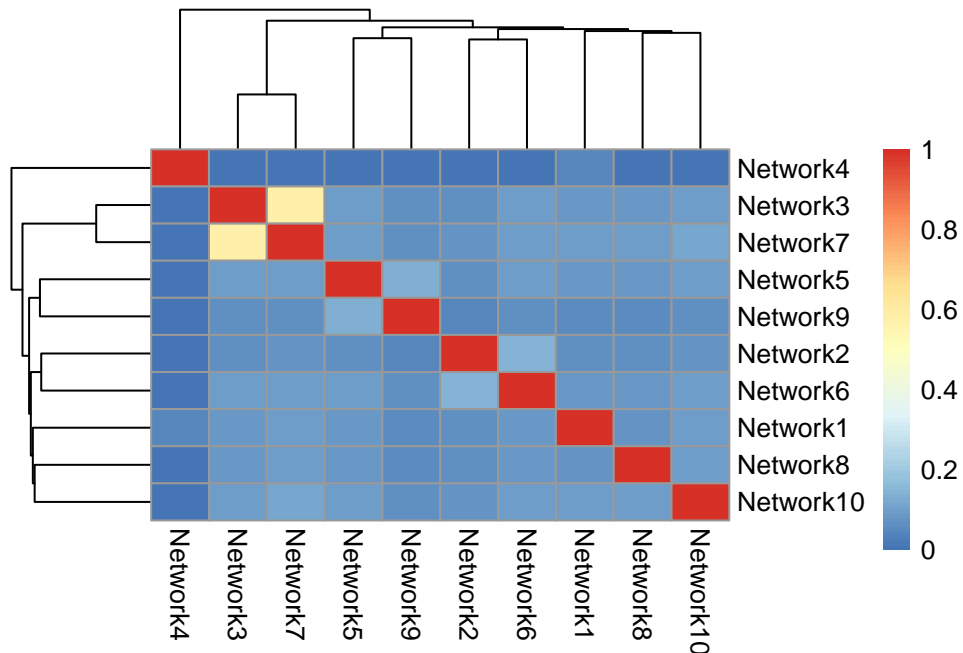 1
Network4
Network3
0.8
Network7
Network5
0.6
Network9
Network2
0.4
Network6
Network1
0.2
Network8
Network10
0
Network4
Network3
Network7
Network5
Network9
Network2
Network6
Network1
Network8
Network10